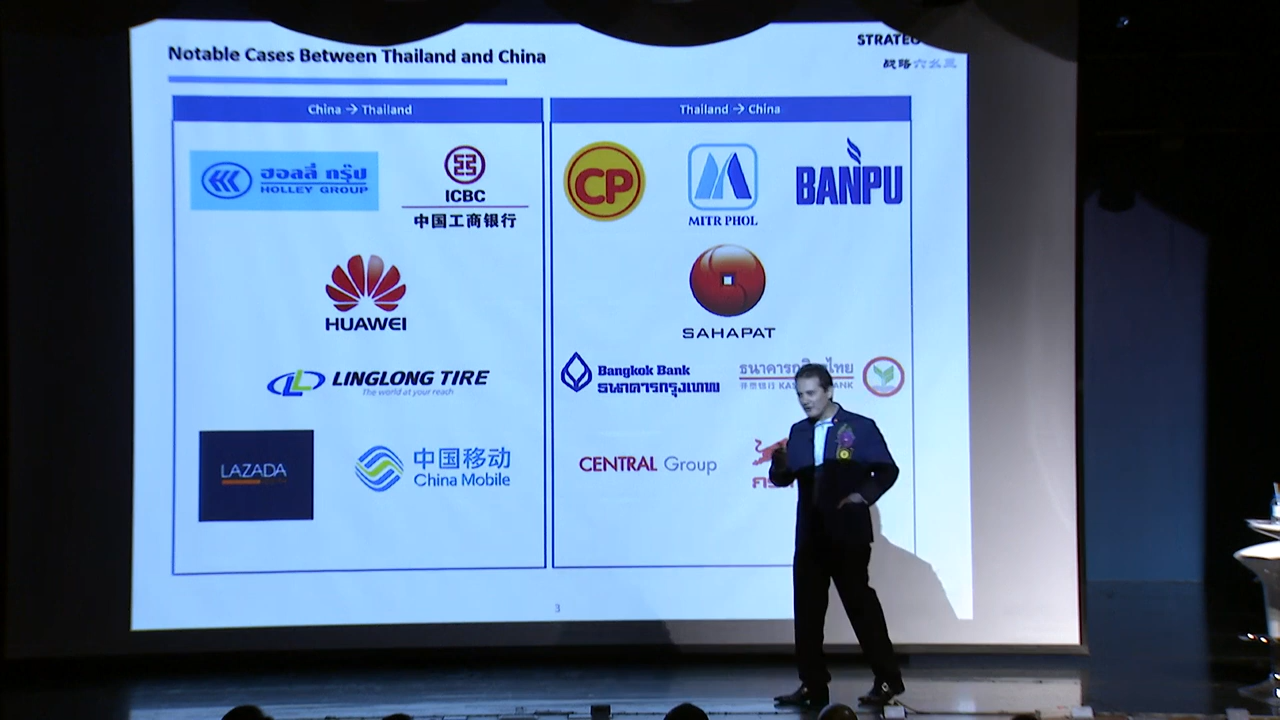 Notable Cases Between Thailand and China
China → Thailand
Thailand → China
ฮอลลี่ กรุ๊ป
HOLLEY GROUP
ICBC
中国工商银行
HUAWEI
LL
LINGLONG TIRE
The world at your reach
LAZADA
中国移动
China Mobile
CP
MITR PHOL
BANPU
SAHAPAT
Bangkok Bank
ธนาคารกรุงเทพ
CENTRAL Group
3